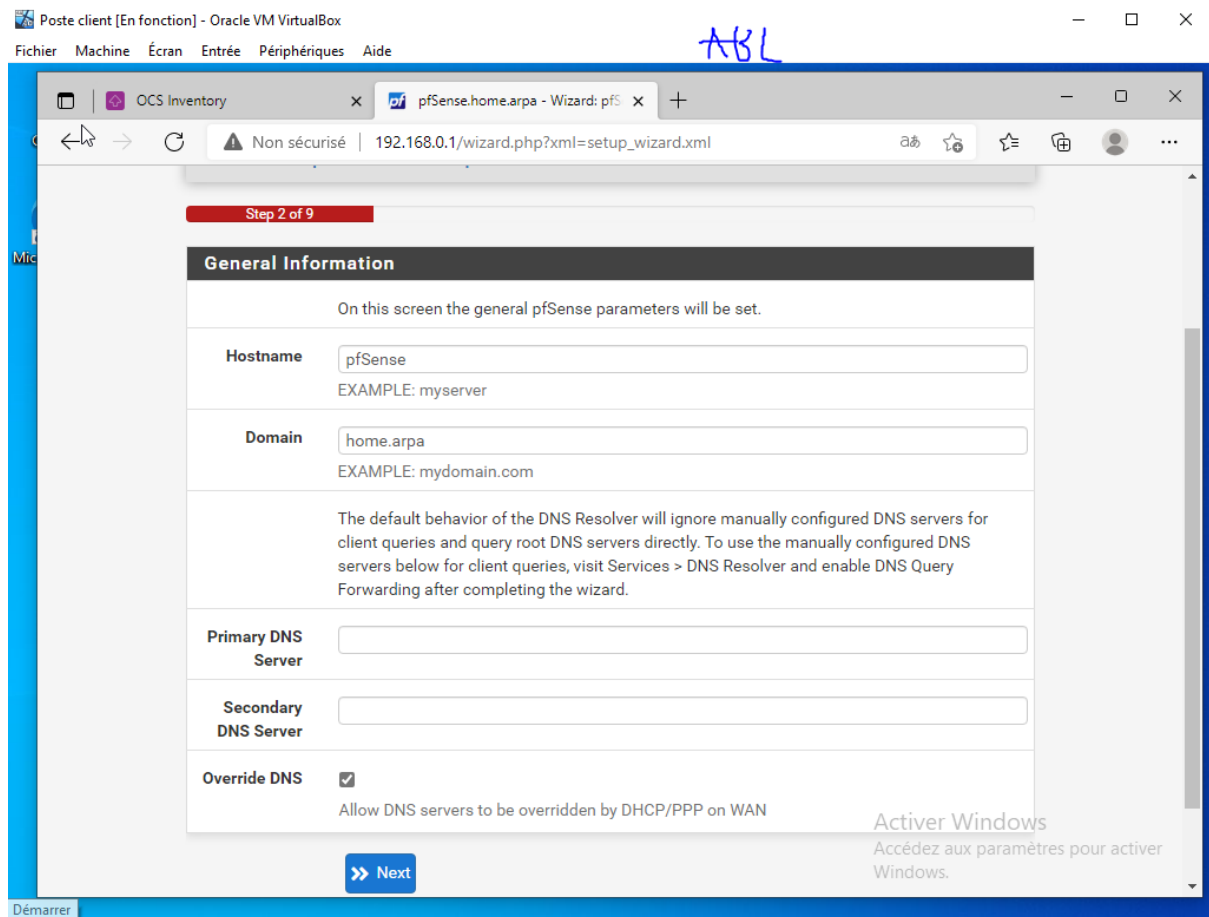 Poste client [En fonction] - Oracle VM VirtualBox
Fichier Machine Écran Entrée Périphériques Aide
ABL
OCS Inventory
pfSense.home.arpa - Wizard: pfS
Non sécurisé | 192.168.0.1/wizard.php?xml=setup_wizard.xml
Step 2 of 9
General Information
On this screen the general pfSense parameters will be set.
Hostname
pfSense
EXAMPLE: myserver
Domain
home.arpa
EXAMPLE: mydomain.com
The default behavior of the DNS Resolver will ignore manually configured DNS servers for
client queries and query root DNS servers directly. To use the manually configured DNS
servers below for client queries, visit Services > DNS Resolver and enable DNS Query
Forwarding after completing the wizard.
Primary DNS
Server
Secondary
DNS Server
Override DNS
Allow DNS servers to be overridden by DHCP/PPP on WAN
Next
Activer Windows
Accédez aux paramètres pour activer
Windows.
Mic
Démarrer